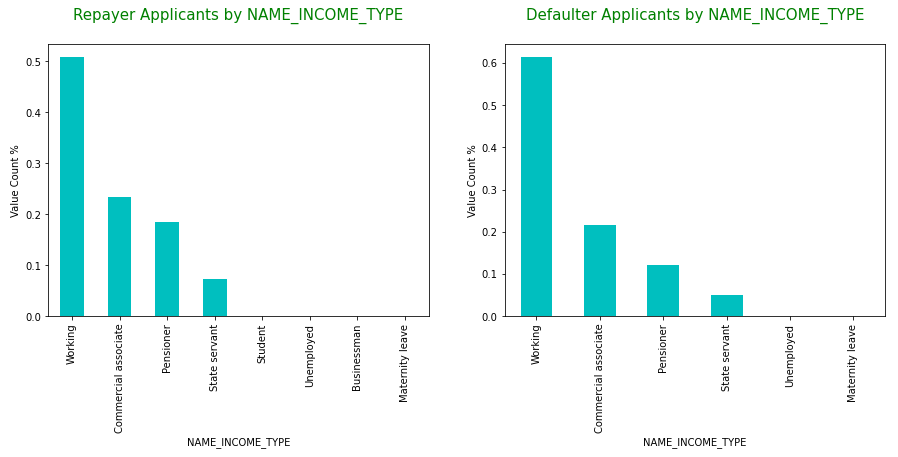 Repayer Applicants by NAME_INCOME_TYPE
Value Count %
0.5
0.4
0.3
0.2
0.1
0.0
Working
Commercial associate
Pensioner
State servant
Student
Unemployed
Businessman
Maternity leave
NAME_INCOME_TYPE
Defaulter Applicants by NAME_INCOME_TYPE
Value Count %
0.6
0.5
0.4
0.3
0.2
0.1
0.0
Working
Commercial associate
Pensioner
State servant
Unemployed
Maternity leave
NAME_INCOME_TYPE